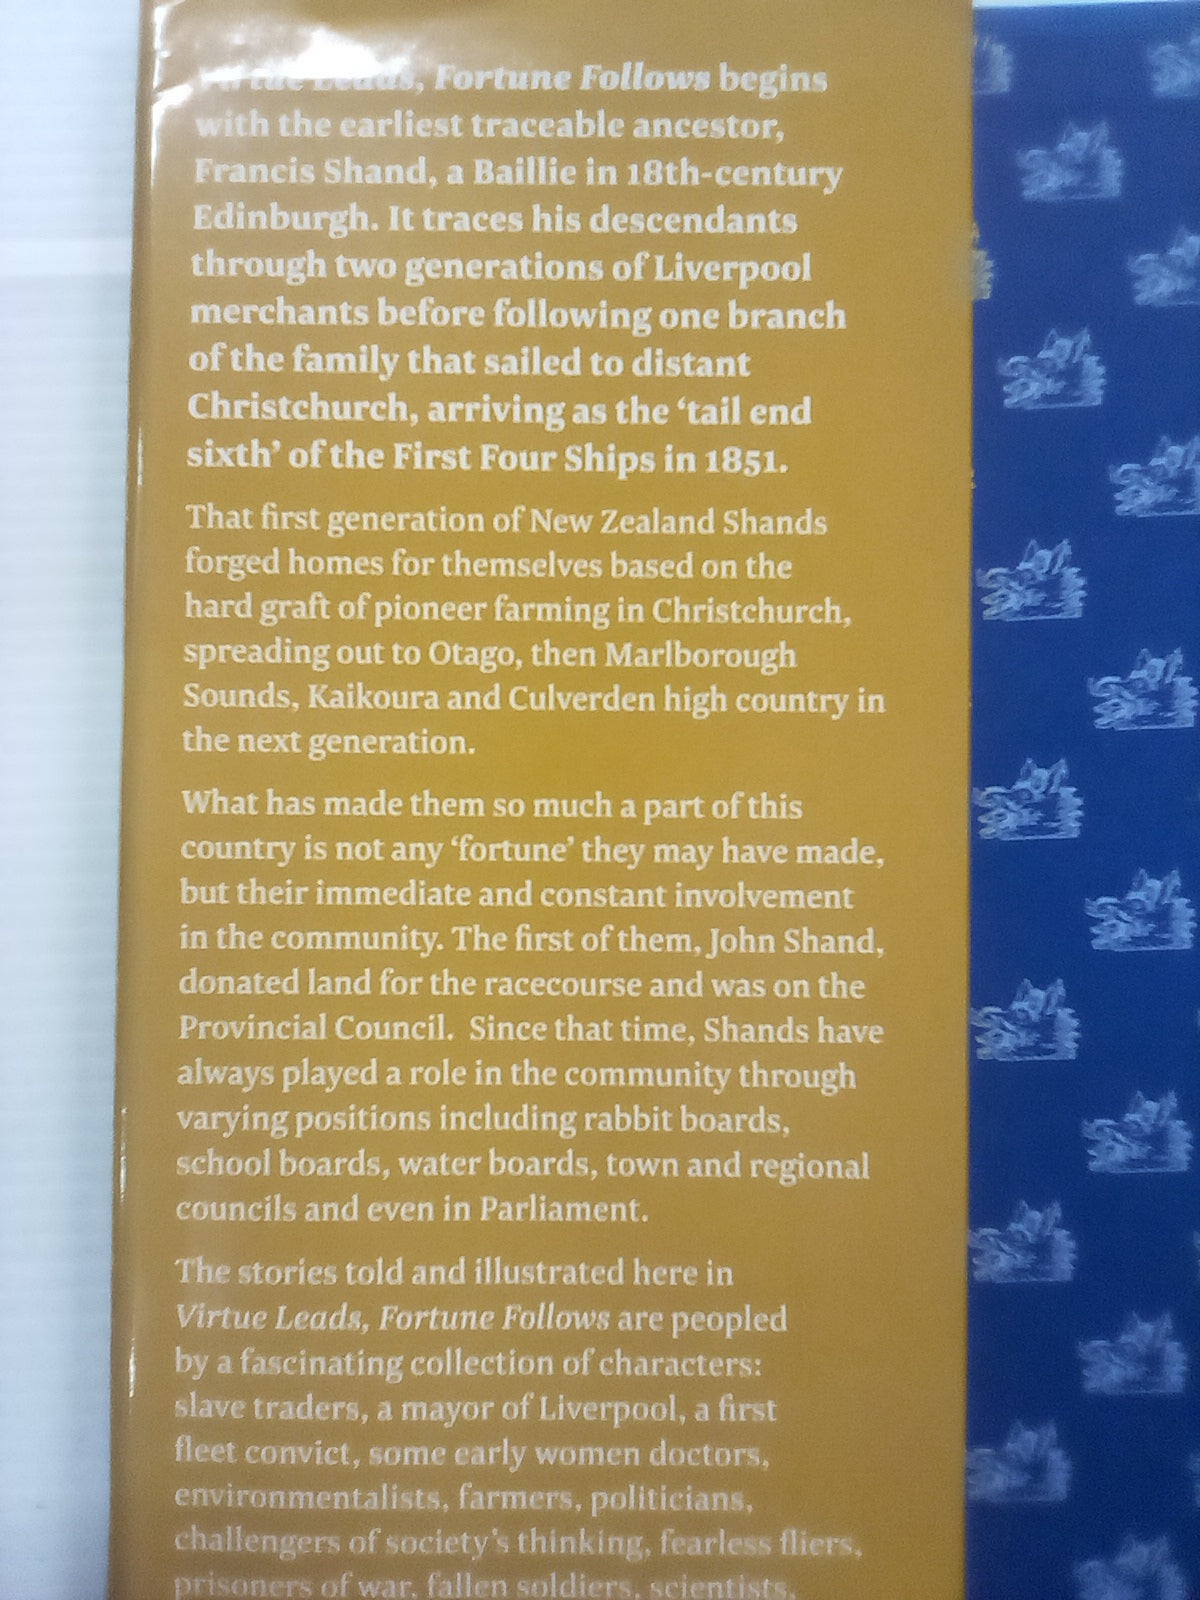 Virtue Leads, Fortune Follows begins
with the earliest traceable ancestor,
Francis Shand, a Baillie in 18th-century
Edinburgh. It traces his descendants
through two generations of Liverpool
merchants before following one branch
of the family that sailed to distant
Christchurch, arriving as the ‘tail end
sixth’ of the First Four Ships in 1851.
That first generation of New Zealand Shands
forged homes for themselves based on the
hard graft of pioneer farming in Christchurch,
spreading out to Otago, then Marlborough
Sounds, Kaikoura and Culverden high country in
the next generation.
What has made them so much a part of this
country is not any ‘fortune’ they may have made,
but their immediate and constant involvement
in the community. The first of them, John Shand,
donated land for the racecourse and was on the
Provincial Council.  Since that time, Shands have
always played a role in the community through
varying positions including rabbit boards,
school boards, water boards, town and regional
councils and even in Parliament.
The stories told and illustrated here in
Virtue Leads, Fortune Follows are peopled
by a fascinating collection of characters:
slave traders, a mayor of Liverpool, a first
fleet convict, some early women doctors,
environmentalists, farmers, politicians,
challengers of society’s thinking, fearless fliers,
prisoners of war, fallen soldiers, scientists,